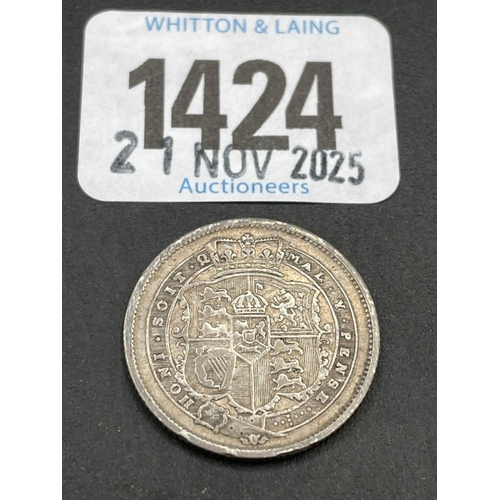 WHITTON & LAING
1424
21 NOV 2025
Auctioneers
HONI · SOIT · Q · MAL · Y · PENSE